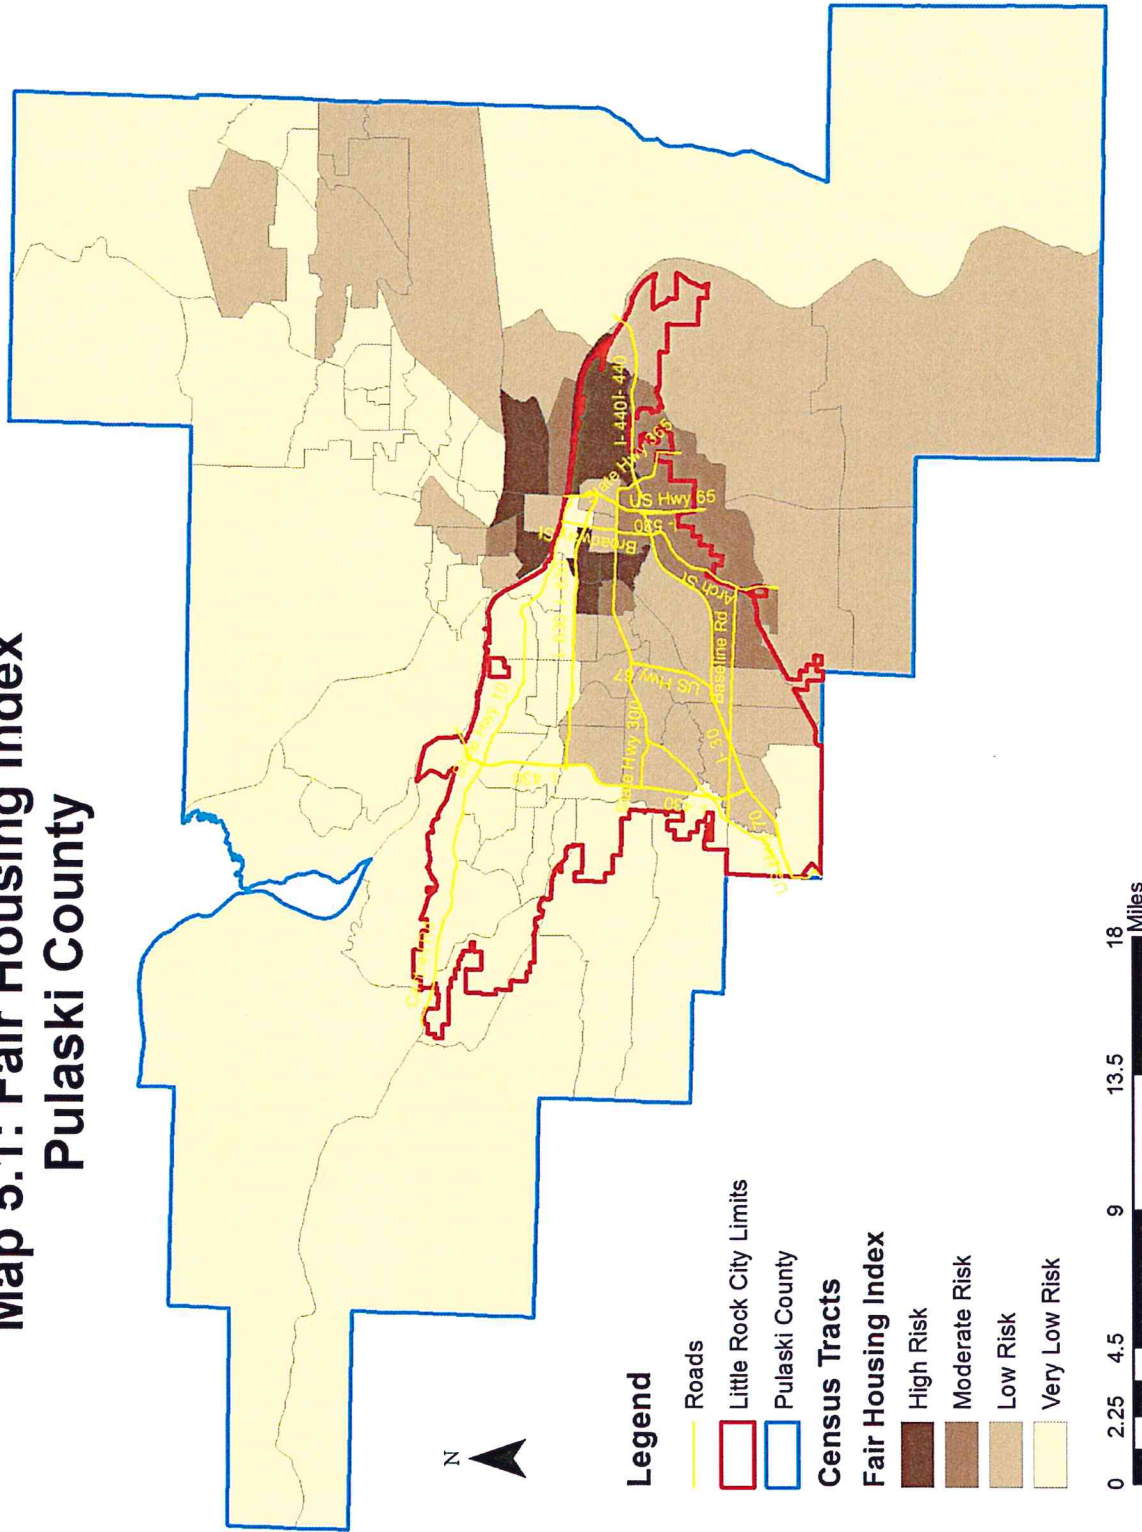 Map 5.1: Fair Housing Index
Pulaski County
I-440
I-440
State Hwy 365
US Hwy 65
I-530
Broadway St
Arch St
Baseline Rd
US Hwy 67
State Hwy 300
I-30
I-430
I-430
N
Legend
Roads
Little Rock City Limits
Pulaski County
Census Tracts
Fair Housing Index
High Risk
Moderate Risk
Low Risk
Very Low Risk
0 2.25 4.5 9 13.5 18
Miles